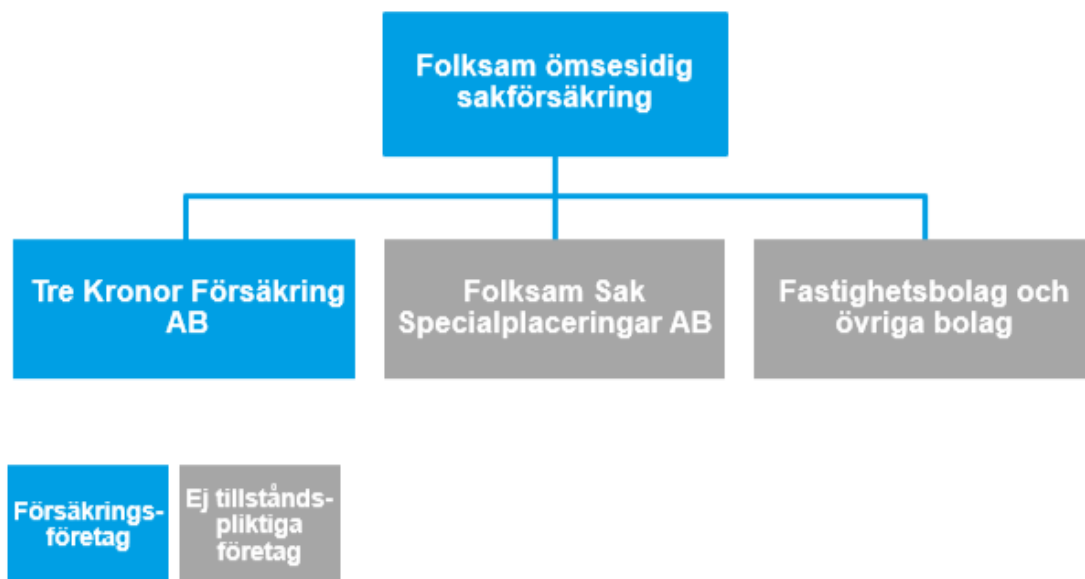 Folksam ömsesidig
sakförsäkring
Tre Kronor Försäkring
AB
Folksam Sak
Specialplaceringar AB
Fastighetsbolag och
övriga bolag
Försäkrings-
företag
Ej tillstånds-
pliktiga
företag